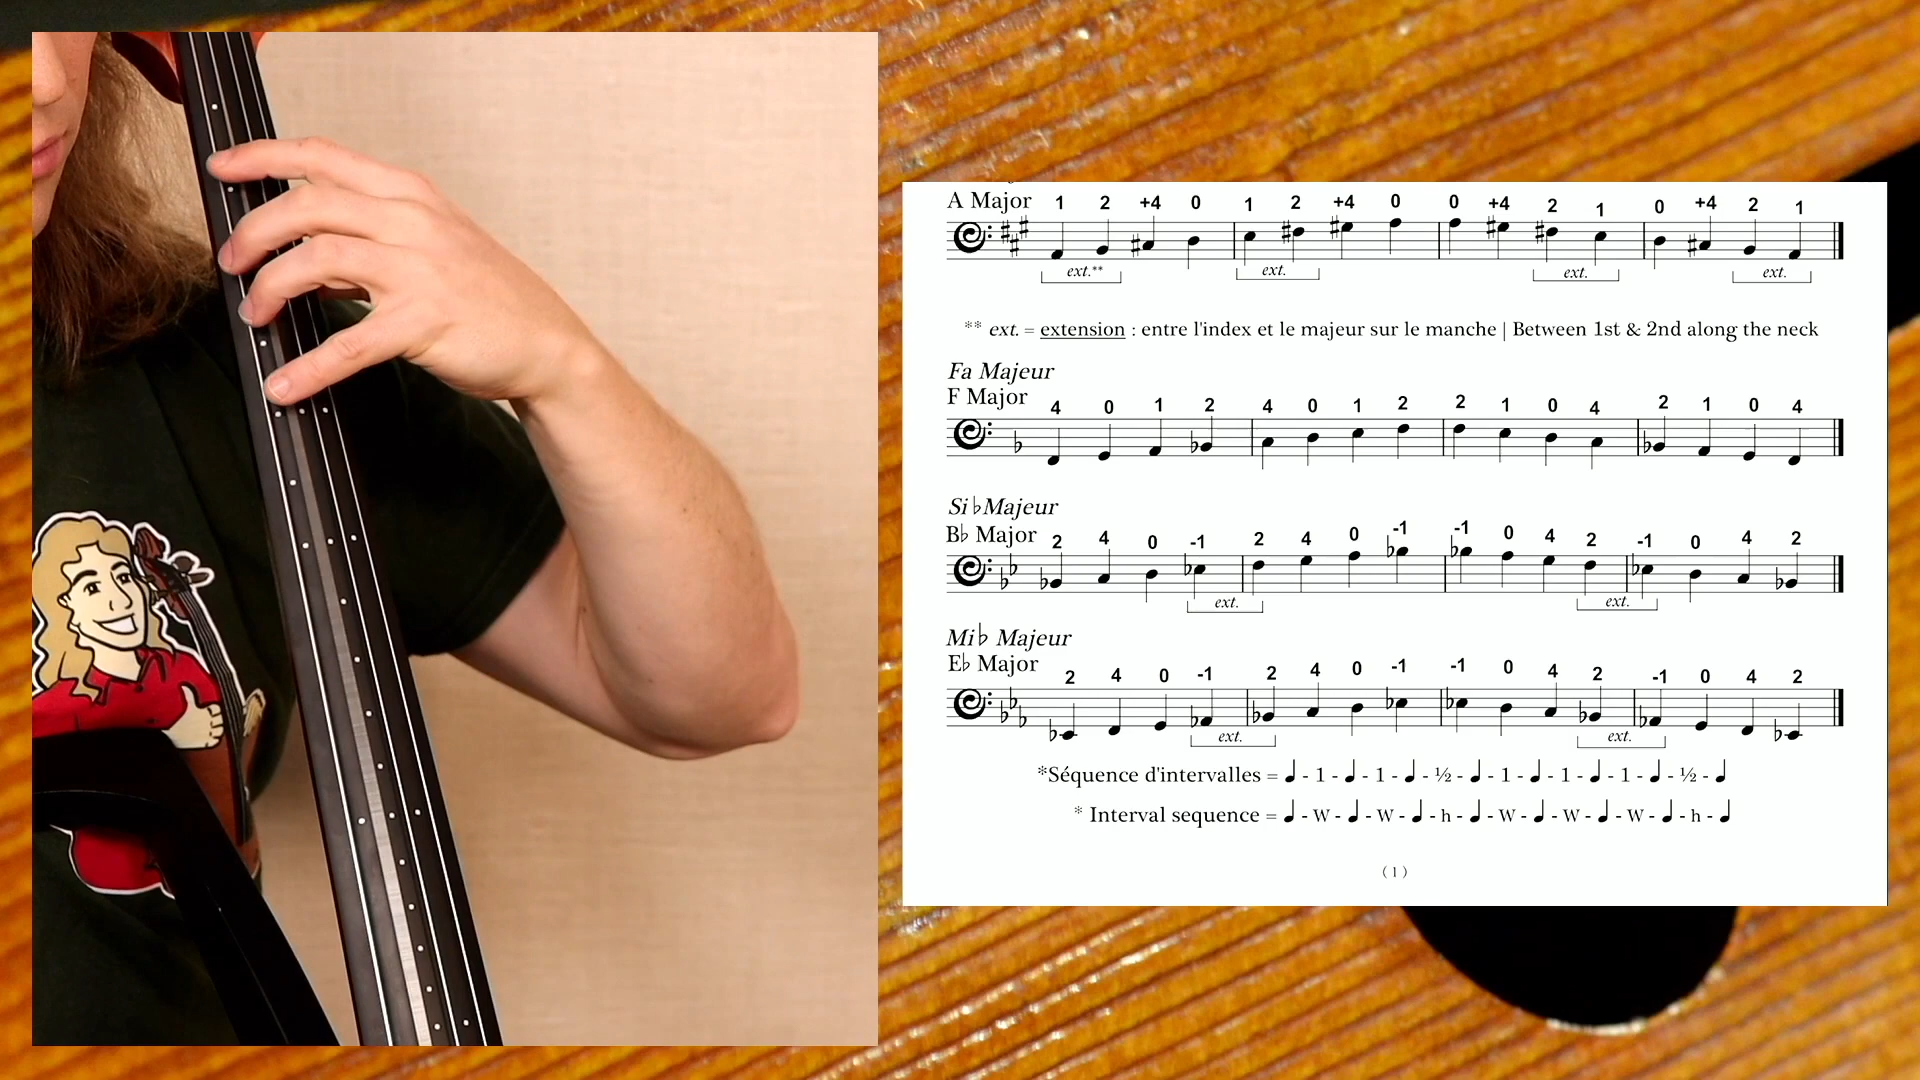 A Major 1 2 +4 0 1 2 +4 0 0 +4 2 1 0 +4 2 1
ext.** ext. ext. ext.
** ext. = extension : entre l'index et le majeur sur le manche | Between 1st & 2nd along the neck
Fa Majeur
F Major 4 0 1 2 4 0 1 2 2 1 0 4 2 1 0 4
Si♭Majeur
B♭ Major 2 4 0 -1 2 4 0 -1 -1 0 4 2 -1 0 4 2
ext. ext.
Mi♭ Majeur
E♭ Major 2 4 0 -1 2 4 0 -1 -1 0 4 2 -1 0 4 2
ext. ext.
*Séquence d'intervalles = ♩ - 1 - ♩ - 1 - ♩ - ½ - ♩ - 1 - ♩ - 1 - ♩ - 1 - ♩ - ½ - ♩
* Interval sequence = ♩ - W - ♩ - W - ♩ - h - ♩ - W - ♩ - W - ♩ - W - ♩ - h - ♩
( 1 )